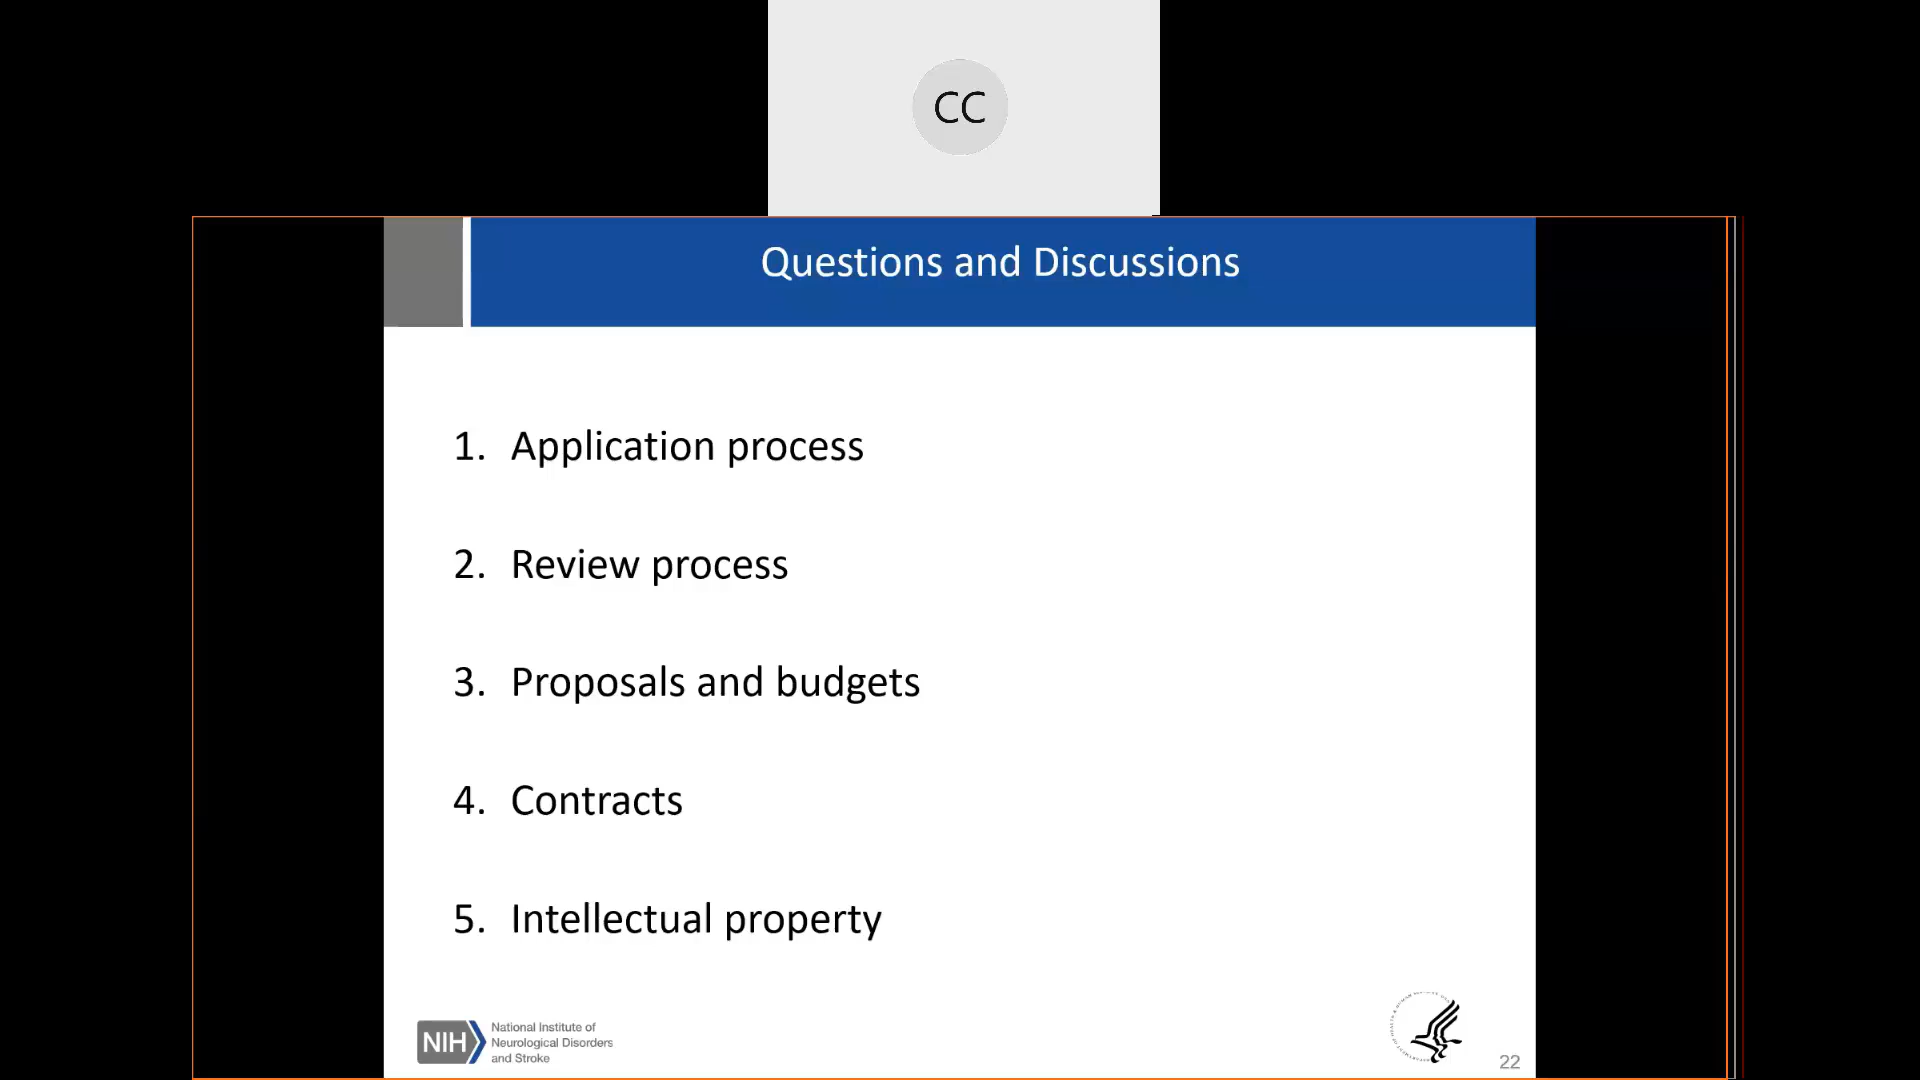 CC
Questions and Discussions
1. Application process
2. Review process
3. Proposals and budgets
4. Contracts
5. Intellectual property
NIH
National Institute of
Neurological Disorders
and Stroke
22